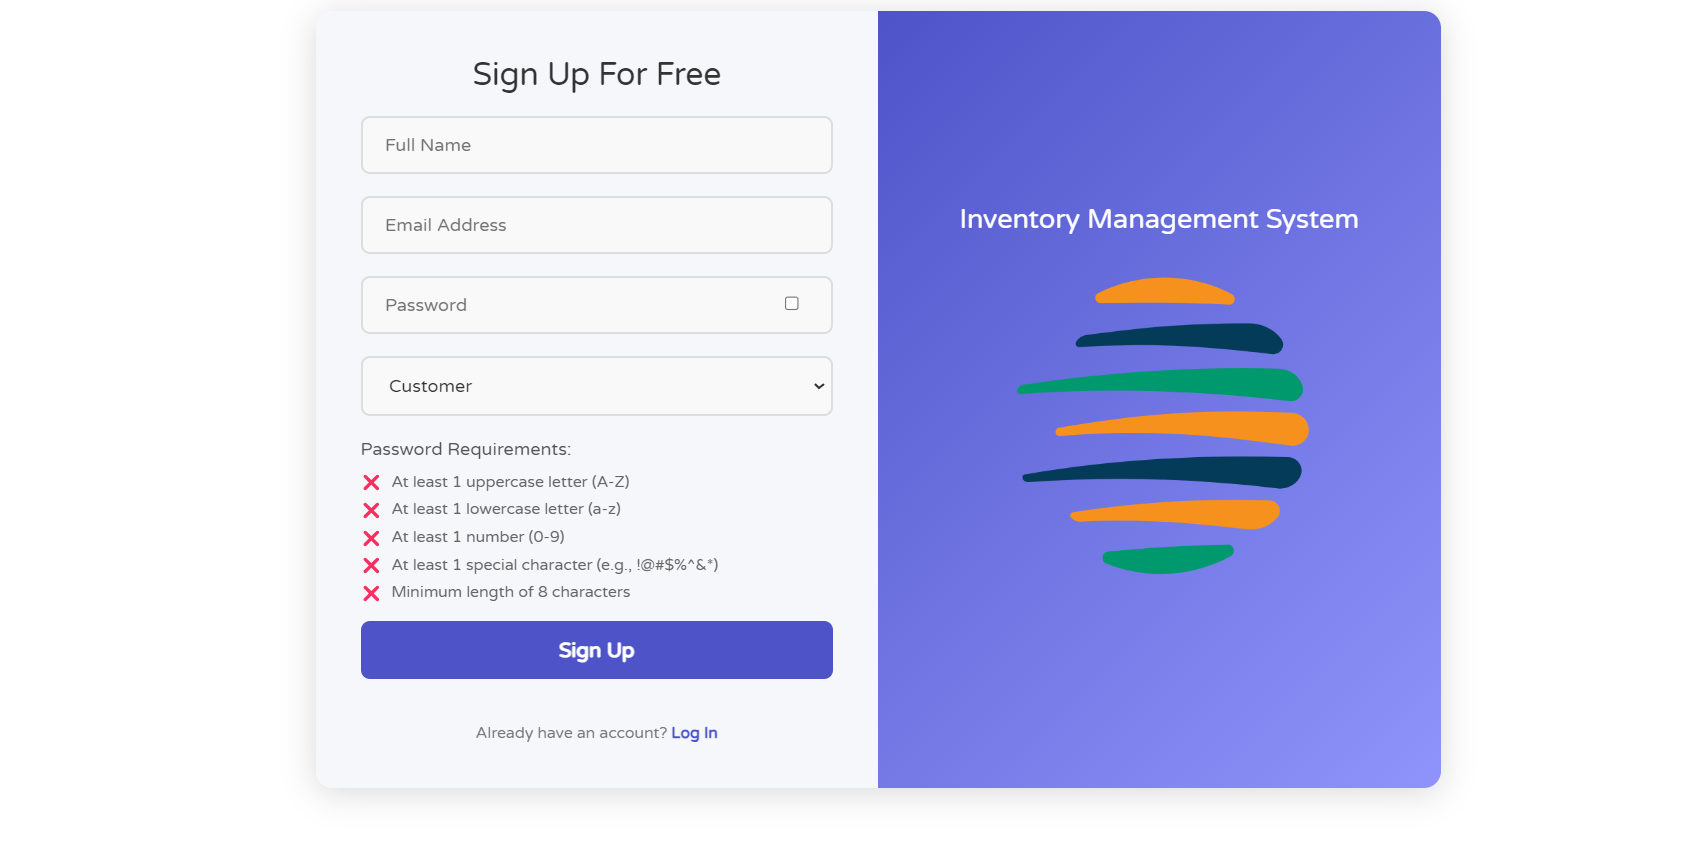 Sign Up For Free
Full Name
Email Address
Password
Customer
Password Requirements:
❌ At least 1 uppercase letter (A-Z)
❌ At least 1 lowercase letter (a-z)
❌ At least 1 number (0-9)
❌ At least 1 special character (e.g., !@#$%^&*)
❌ Minimum length of 8 characters
Sign Up
Already have an account? Log In
Inventory Management System